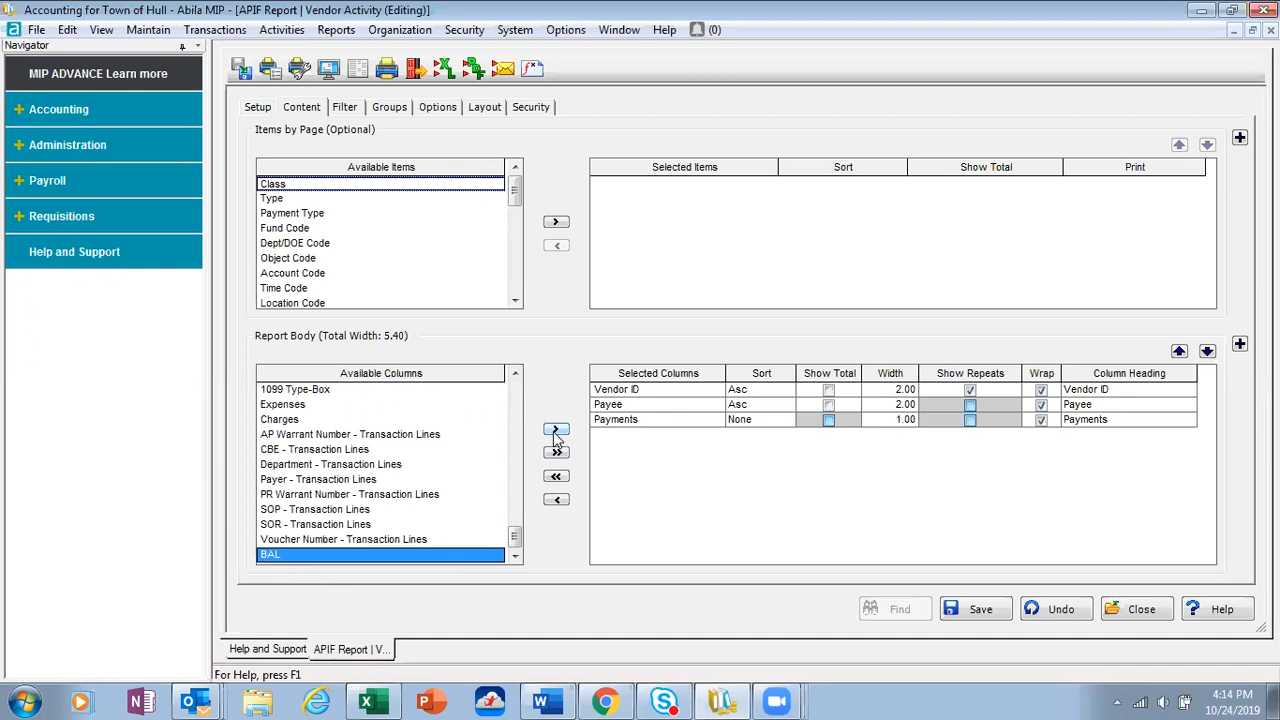 Accounting for Town of Hull - Abila MIP - [APIF Report | Vendor Activity (Editing)]
File Edit View Maintain Transactions Activities Reports Organization Security System Options Window Help (0)
Navigator
MIP ADVANCE Learn more
Accounting
Administration
Payroll
Requisitions
Help and Support
Setup Content Filter Groups Options Layout Security
Items by Page (Optional)
Available Items
Class
Type
Payment Type
Fund Code
Dept/DOE Code
Object Code
Account Code
Time Code
Location Code
Selected Items Sort Show Total Print
Report Body (Total Width: 5.40)
Available Columns
1099 Type-Box
Expenses
Charges
AP Warrant Number - Transaction Lines
CBE - Transaction Lines
Department - Transaction Lines
Payer - Transaction Lines
PR Warrant Number - Transaction Lines
SOP - Transaction Lines
SOR - Transaction Lines
Voucher Number - Transaction Lines
BAL
Selected Columns Sort Show Total Width Show Repeats Wrap Column Heading
Vendor ID Asc 2.00 Vendor ID
Payee Asc 2.00 Payee
Payments None 1.00 Payments
Find Save Undo Close Help
Help and Support APIF Report | V...
For Help, press F1
4:14 PM
10/24/2019